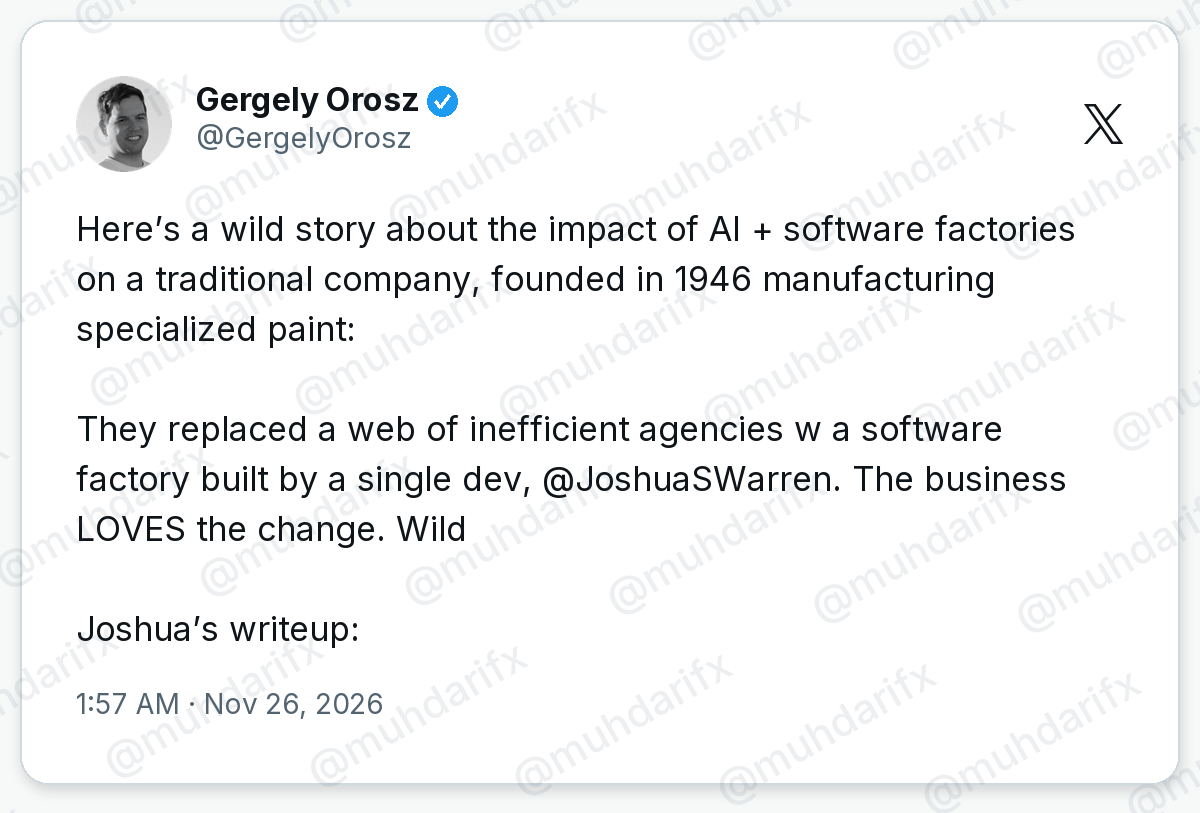 Gergely Orosz
@GergelyOrosz
Here’s a wild story about the impact of AI + software factories
on a traditional company, founded in 1946 manufacturing
specialized paint:
They replaced a web of inefficient agencies w a software
factory built by a single dev, @JoshuaSWarren. The business
LOVES the change. Wild
Joshua’s writeup:
1:57 AM · Nov 26, 2026
@muhdarifx